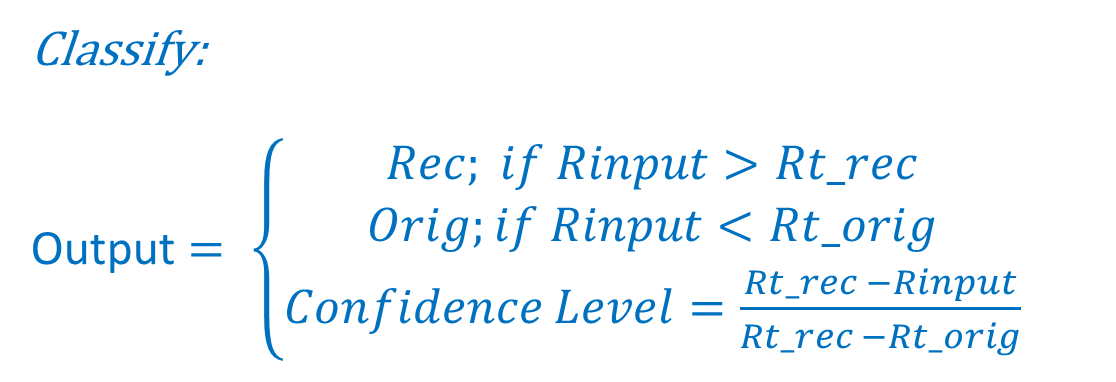 Classify:
Rec; if Rinput > Rt_rec
Orig; if Rinput < Rt_orig
Output = {
Confidence Level = Rt_rec −Rinput / Rt_rec −Rt_orig